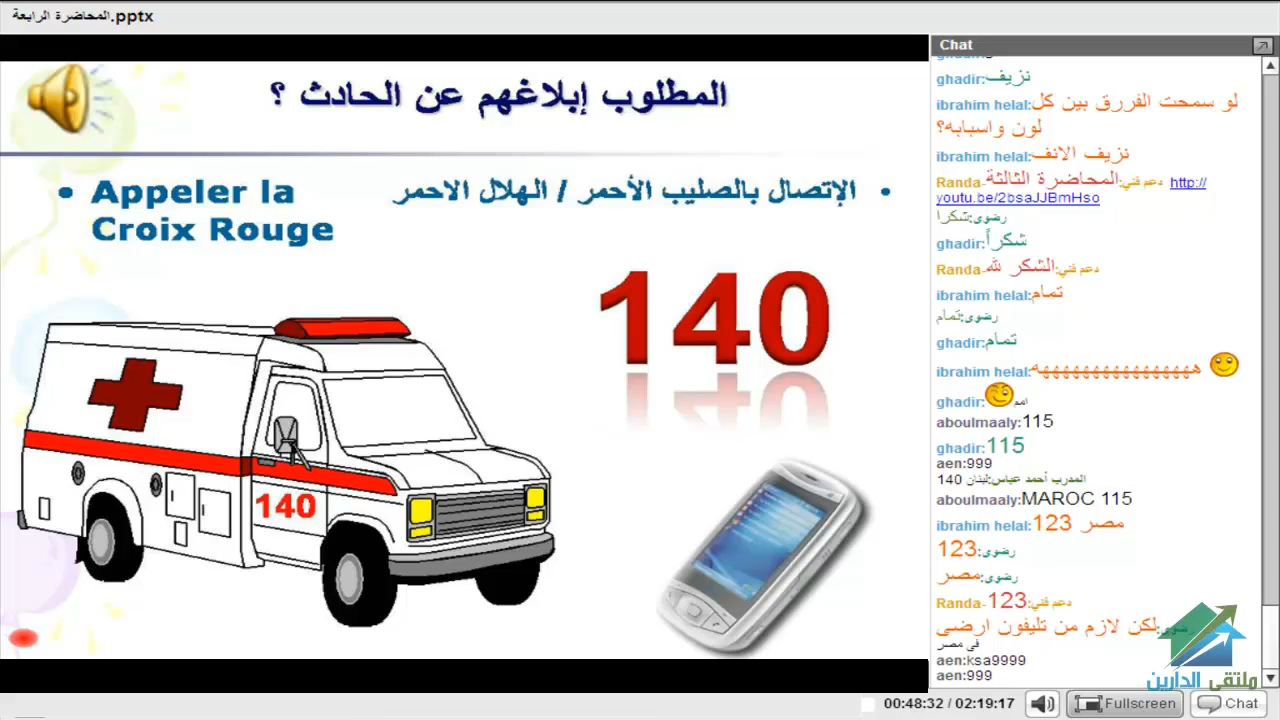 المحاضرة الرابعة.pptx
المطلوب إبلاغهم عن الحادث ؟
• Appeler la
Croix Rouge
• الإتصال بالصليب الأحمر / الهلال الاحمر
140
140
Chat
ghadir:نزيف
ibrahim helal:لو سمحت الفررق بين كل
لون واسبابه؟
ibrahim helal:نزيف الانف
Randa-دعم فني:المحاضرة الثالثة http://
youtu.be/2bsaJJBmHso
رضوى:شكرا
ghadir:شكراً
Randa-دعم فني:الشكر لله
ibrahim helal:تمام
رضوى:تمام
ghadir:تمام
ibrahim helal:هههههههههههههههه
ghadir:امم
aboulmaaly:115
ghadir:115
aen:999
المدرب أحمد عباس:لبنان 140
aboulmaaly:MAROC 115
ibrahim helal:مصر 123
رضوى:123
رضوى:مصر
Randa-دعم فني:123
رضوى:لكن لازم من تليفون ارضى
فى مصر
aen:ksa9999
aen:999
ملتقى الدارين
00:48:32 / 02:19:17
Fullscreen
Chat